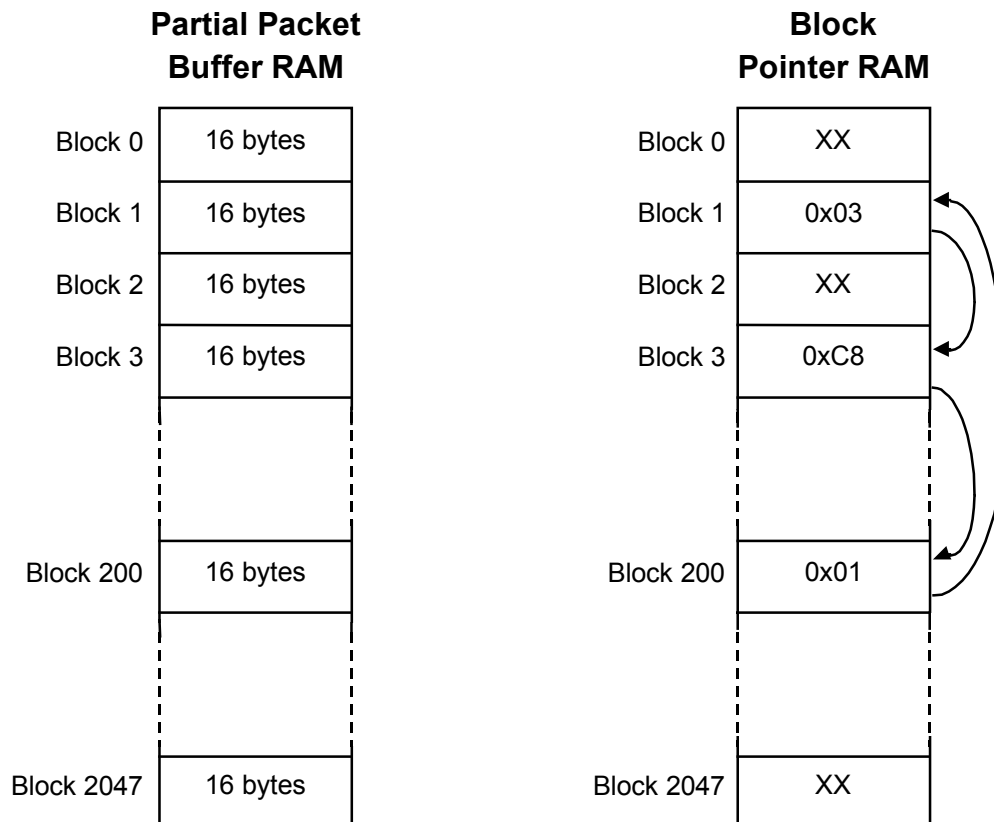 Partial Packet
Buffer RAM
Block 0 16 bytes
Block 1 16 bytes
Block 2 16 bytes
Block 3 16 bytes
Block 200 16 bytes
Block 2047 16 bytes
Block
Pointer RAM
Block 0 XX
Block 1 0x03
Block 2 XX
Block 3 0xC8
Block 200 0x01
Block 2047 XX